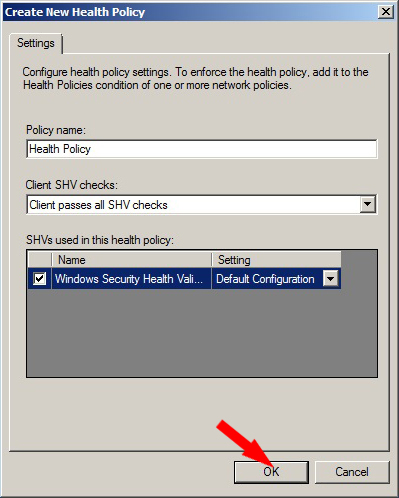 Create New Health Policy
Settings
Configure health policy settings. To enforce the health policy, add it to the
Health Policies condition of one or more network policies.
Policy name:
Health Policy
Client SHV checks:
Client passes all SHV checks
SHVs used in this health policy:
Name Setting
Windows Security Health Vali... Default Configuration
OK Cancel